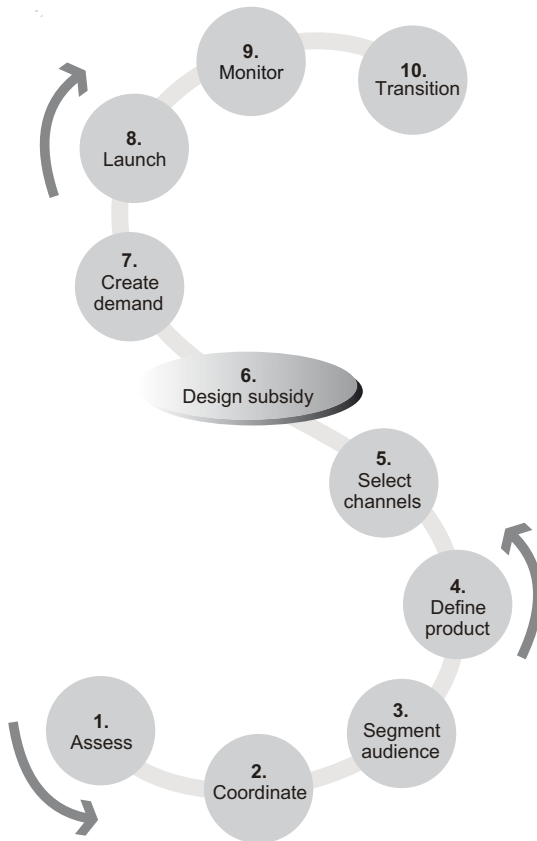 9.
Monitor
10.
Transition
8.
Launch
7.
Create
demand
6.
Design subsidy
5.
Select
channels
4.
Define
product
3.
Segment
audience
1.
Assess
2.
Coordinate